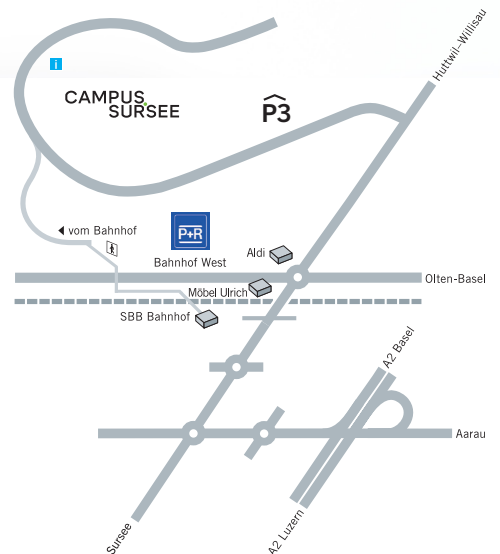 Huttwil–Willisau
i
CAMPUS
SURSEE
P3
vom Bahnhof
P+R
Bahnhof West
Aldi
Olten-Basel
Möbel Ulrich
SBB Bahnhof
A2 Basel
Aarau
Sursee
A2 Luzern